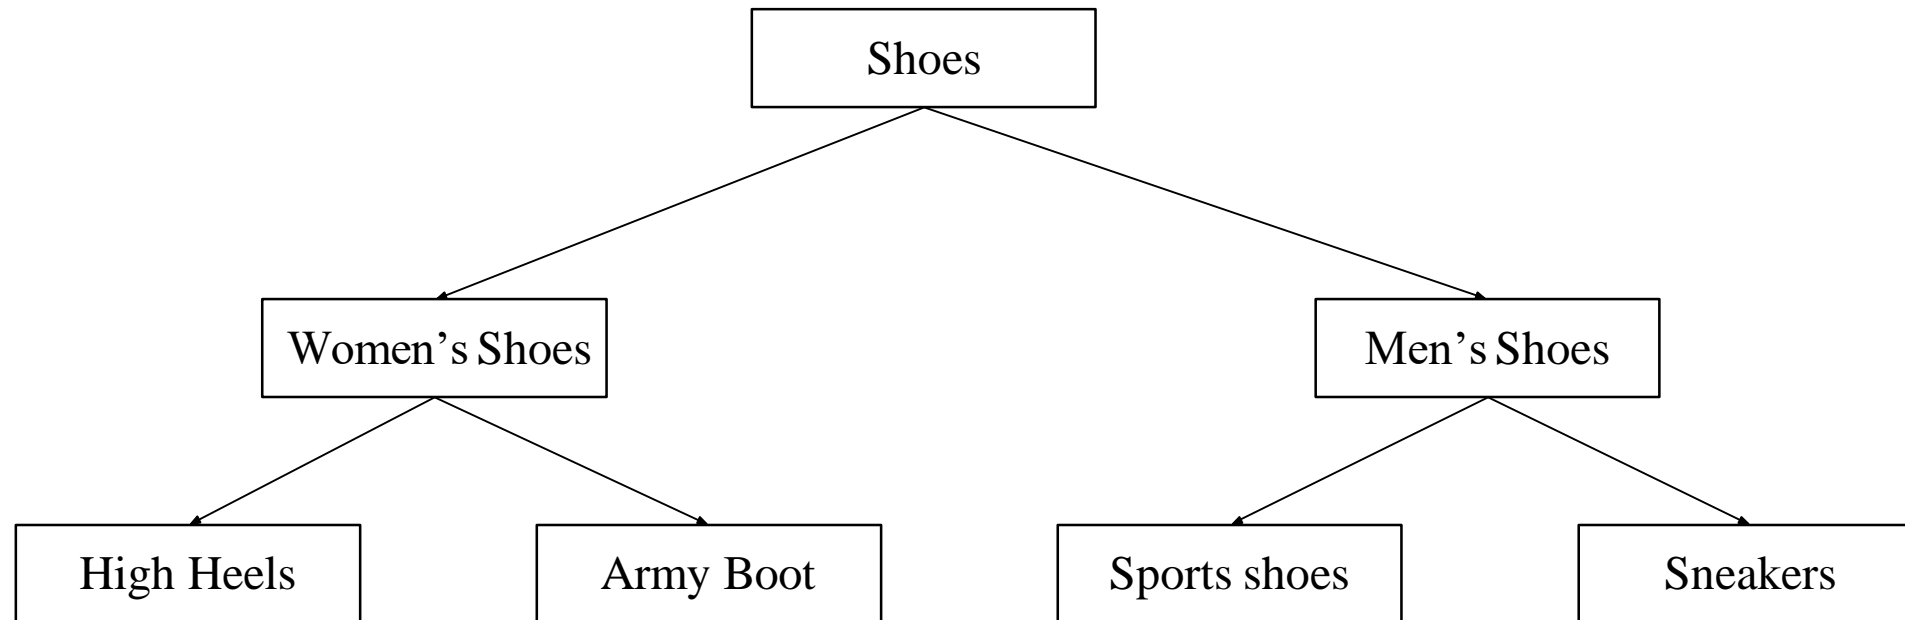 Shoes
Women’s Shoes
Men’s Shoes
High Heels
Army Boot
Sports shoes
Sneakers